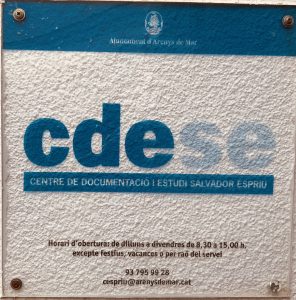 Ajuntament d'Arenys de Mar
cdese
CENTRE DE DOCUMENTACIÓ I ESTUDI SALVADOR ESPRIU
Horari d'obertura: de dilluns a divendres de 8,30 a 15,00 h.
excepte festius, vacances o per raó del servei
93 795 99 28
cespriu@arenysdemar.cat